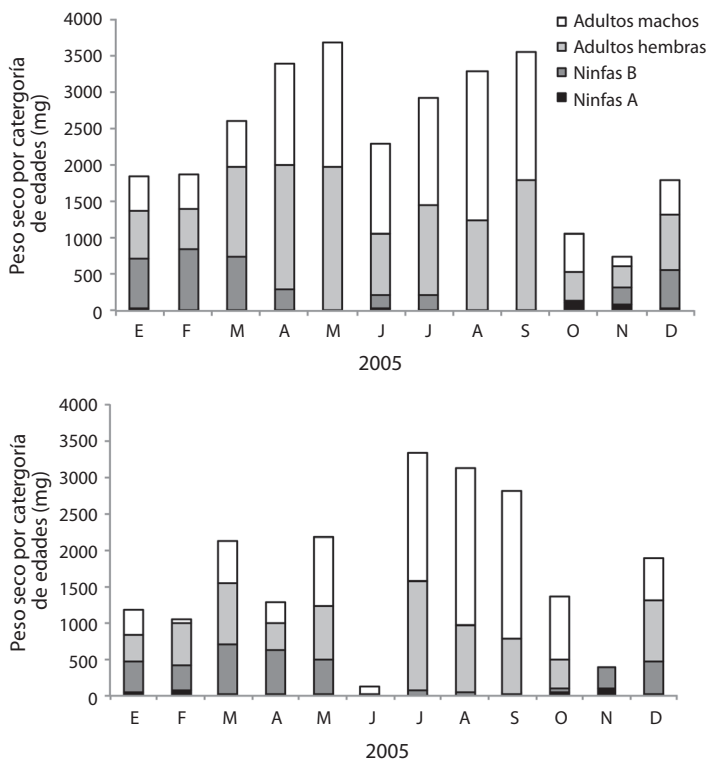 Adultos machos
Adultos hembras
Ninfas B
Ninfas A
Peso seco por catergoría
de edades (mg)
4000
3500
3000
2500
2000
1500
1000
500
0
E F M A M J J A S O N D
2005
Peso seco por catergoría
de edades (mg)
4000
3500
3000
2500
2000
1500
1000
500
0
E F M A M J J A S O N D
2005